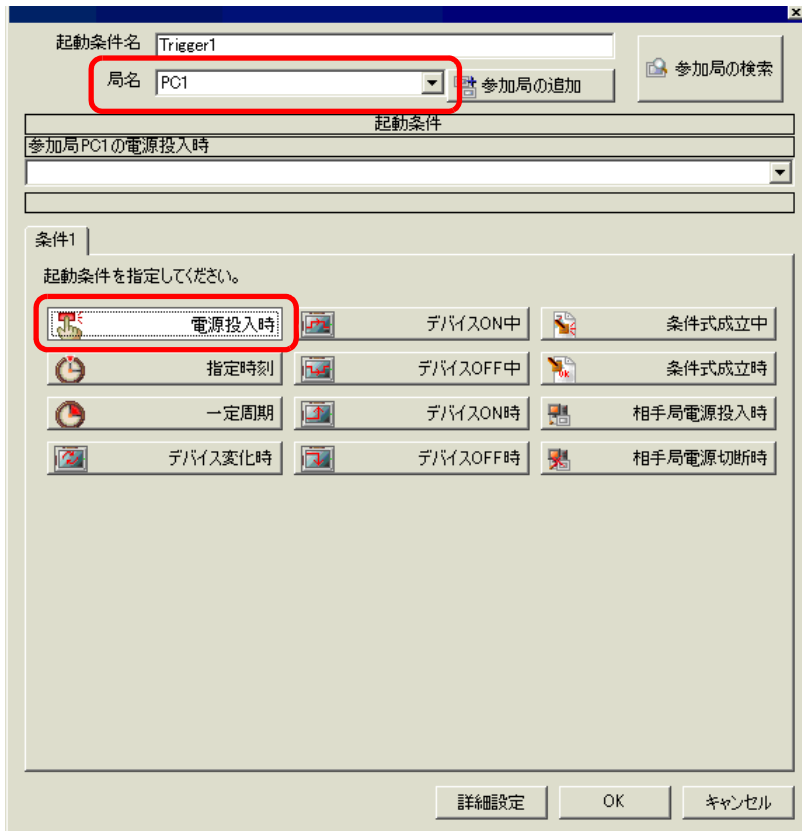 起動条件名 Trigger1
局名 PC1 参加局の追加 参加局の検索
起動条件
参加局PC1の電源投入時
条件1
起動条件を指定してください。
電源投入時 デバイスON中 条件式成立中
指定時刻 デバイスOFF中 条件式成立時
一定周期 デバイスON時 相手局電源投入時
デバイス変化時 デバイスOFF時 相手局電源切断時
詳細設定 OK キャンセル